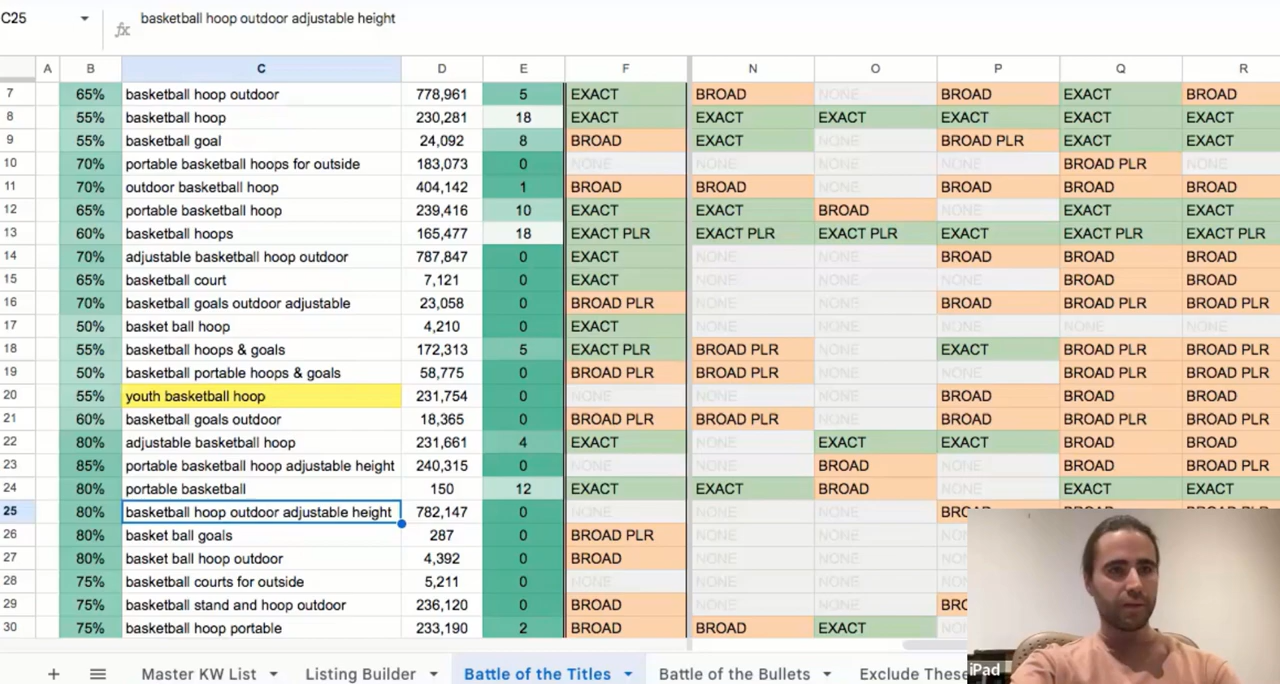 C25
fx basketball hoop outdoor adjustable height
A B C D E F N O P Q R
7 65% basketball hoop outdoor 778,961 5 EXACT BROAD NONE BROAD EXACT BROAD
8 55% basketball hoop 230,281 18 EXACT EXACT EXACT EXACT EXACT EXACT
9 55% basketball goal 24,092 8 BROAD EXACT NONE BROAD PLR EXACT EXACT
10 70% portable basketball hoops for outside 183,073 0 NONE NONE NONE NONE BROAD PLR NONE
11 70% outdoor basketball hoop 404,142 1 BROAD BROAD NONE BROAD BROAD BROAD
12 65% portable basketball hoop 239,416 10 EXACT EXACT BROAD NONE EXACT EXACT
13 60% basketball hoops 165,477 18 EXACT PLR EXACT PLR EXACT PLR EXACT EXACT PLR EXACT PLR
14 70% adjustable basketball hoop outdoor 787,847 0 EXACT NONE NONE BROAD BROAD BROAD
15 65% basketball court 7,121 0 EXACT NONE NONE NONE BROAD BROAD
16 70% basketball goals outdoor adjustable 23,058 0 BROAD PLR NONE NONE BROAD BROAD PLR BROAD PLR
17 50% basket ball hoop 4,210 0 EXACT NONE NONE NONE NONE NONE
18 55% basketball hoops & goals 172,313 5 EXACT PLR BROAD PLR NONE EXACT BROAD PLR BROAD PLR
19 50% basketball portable hoops & goals 58,775 0 BROAD PLR BROAD PLR NONE NONE BROAD PLR BROAD PLR
20 55% youth basketball hoop 231,754 0 NONE NONE NONE BROAD BROAD BROAD
21 60% basketball goals outdoor 18,365 0 BROAD PLR BROAD PLR NONE BROAD BROAD PLR BROAD PLR
22 80% adjustable basketball hoop 231,661 4 EXACT NONE EXACT EXACT BROAD BROAD
23 85% portable basketball hoop adjustable height 240,315 0 NONE NONE BROAD NONE BROAD BROAD PLR
24 80% portable basketball 150 12 EXACT EXACT BROAD NONE EXACT EXACT
25 80% basketball hoop outdoor adjustable height 782,147 0 NONE NONE NONE
26 80% basket ball goals 287 0 BROAD PLR NONE NONE
27 80% basket ball hoop outdoor 4,392 0 BROAD NONE NONE
28 75% basketball courts for outside 5,211 0 NONE NONE NONE
29 75% basketball stand and hoop outdoor 236,120 0 BROAD NONE NONE
30 75% basketball hoop portable 233,190 2 BROAD BROAD EXACT
iPad
+ Master KW List Listing Builder Battle of the Titles Battle of the Bullets Exclude These